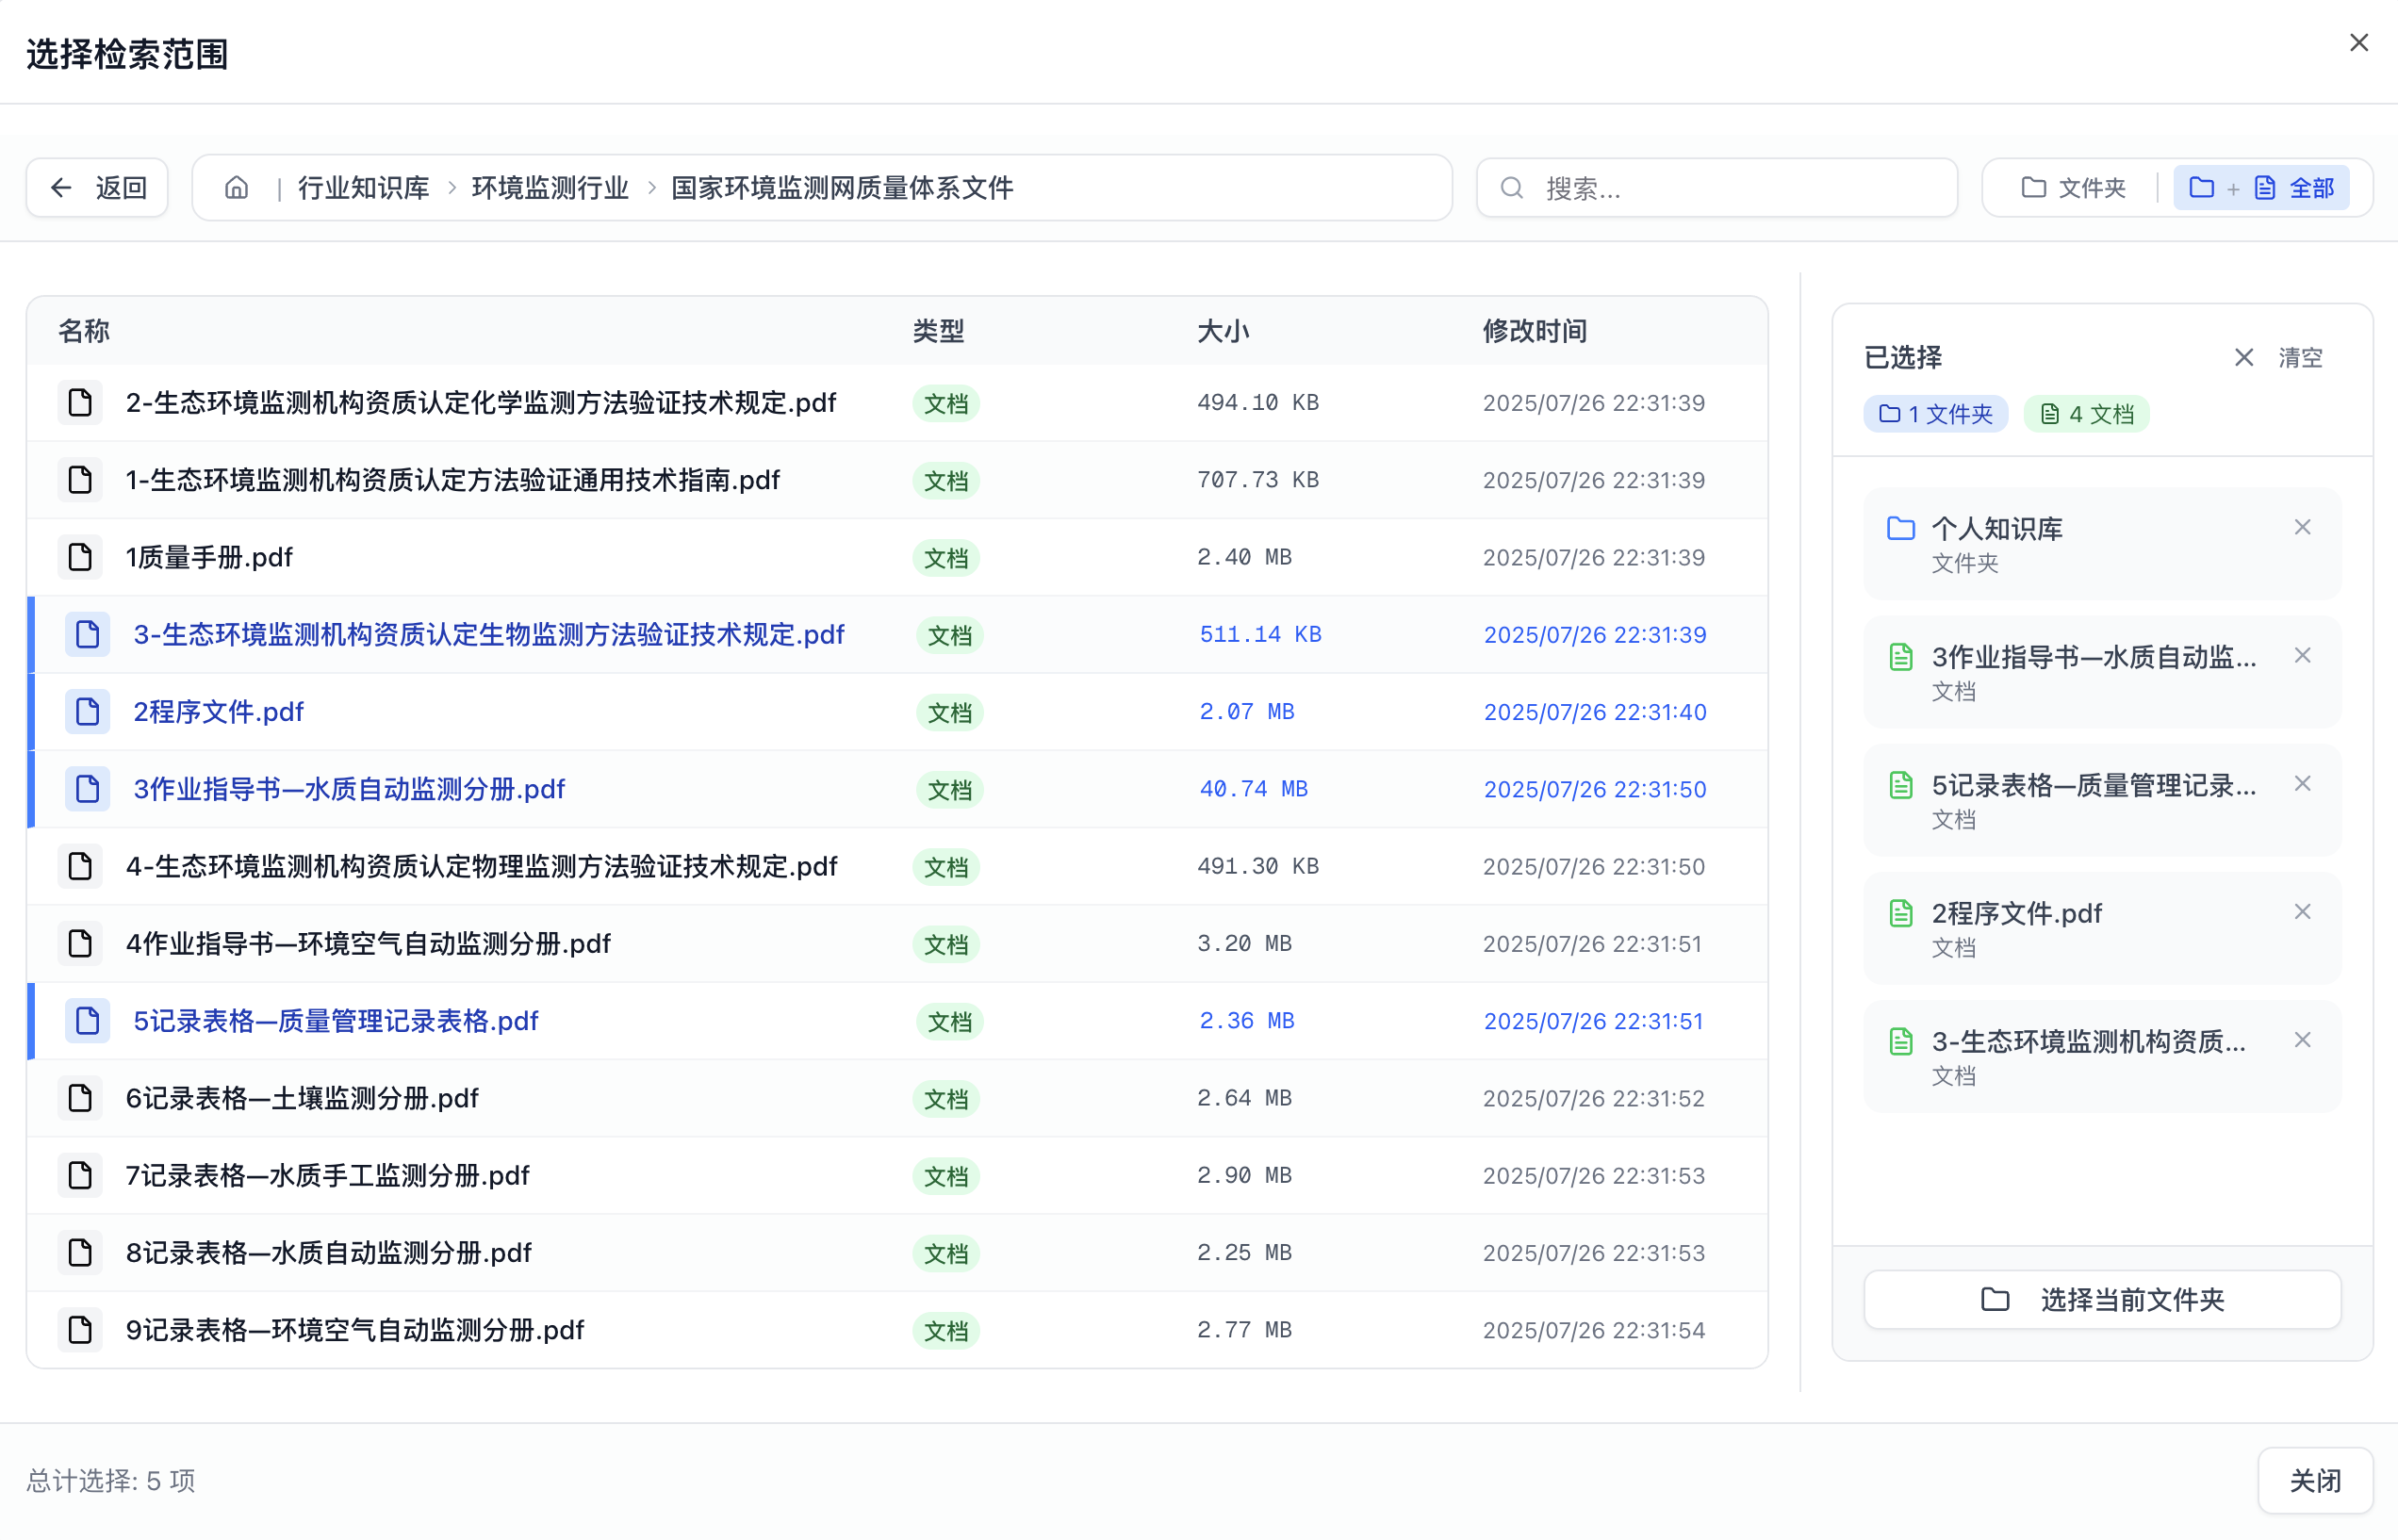 选择检索范围
返回 | 行业知识库 > 环境监测行业 > 国家环境监测网质量体系文件 搜索... 文件夹 | + 全部
名称 类型 大小 修改时间
2-生态环境监测机构资质认定化学监测方法验证技术规定.pdf 文档 494.10 KB 2025/07/26 22:31:39
1-生态环境监测机构资质认定方法验证通用技术指南.pdf 文档 707.73 KB 2025/07/26 22:31:39
1质量手册.pdf 文档 2.40 MB 2025/07/26 22:31:39
3-生态环境监测机构资质认定生物监测方法验证技术规定.pdf 文档 511.14 KB 2025/07/26 22:31:39
2程序文件.pdf 文档 2.07 MB 2025/07/26 22:31:40
3作业指导书—水质自动监测分册.pdf 文档 40.74 MB 2025/07/26 22:31:50
4-生态环境监测机构资质认定物理监测方法验证技术规定.pdf 文档 491.30 KB 2025/07/26 22:31:50
4作业指导书—环境空气自动监测分册.pdf 文档 3.20 MB 2025/07/26 22:31:51
5记录表格—质量管理记录表格.pdf 文档 2.36 MB 2025/07/26 22:31:51
6记录表格—土壤监测分册.pdf 文档 2.64 MB 2025/07/26 22:31:52
7记录表格—水质手工监测分册.pdf 文档 2.90 MB 2025/07/26 22:31:53
8记录表格—水质自动监测分册.pdf 文档 2.25 MB 2025/07/26 22:31:53
9记录表格—环境空气自动监测分册.pdf 文档 2.77 MB 2025/07/26 22:31:54
已选择 清空
1 文件夹 4 文档
个人知识库
文件夹
3作业指导书—水质自动监...
文档
5记录表格—质量管理记录...
文档
2程序文件.pdf
文档
3-生态环境监测机构资质...
文档
选择当前文件夹
总计选择: 5 项 关闭